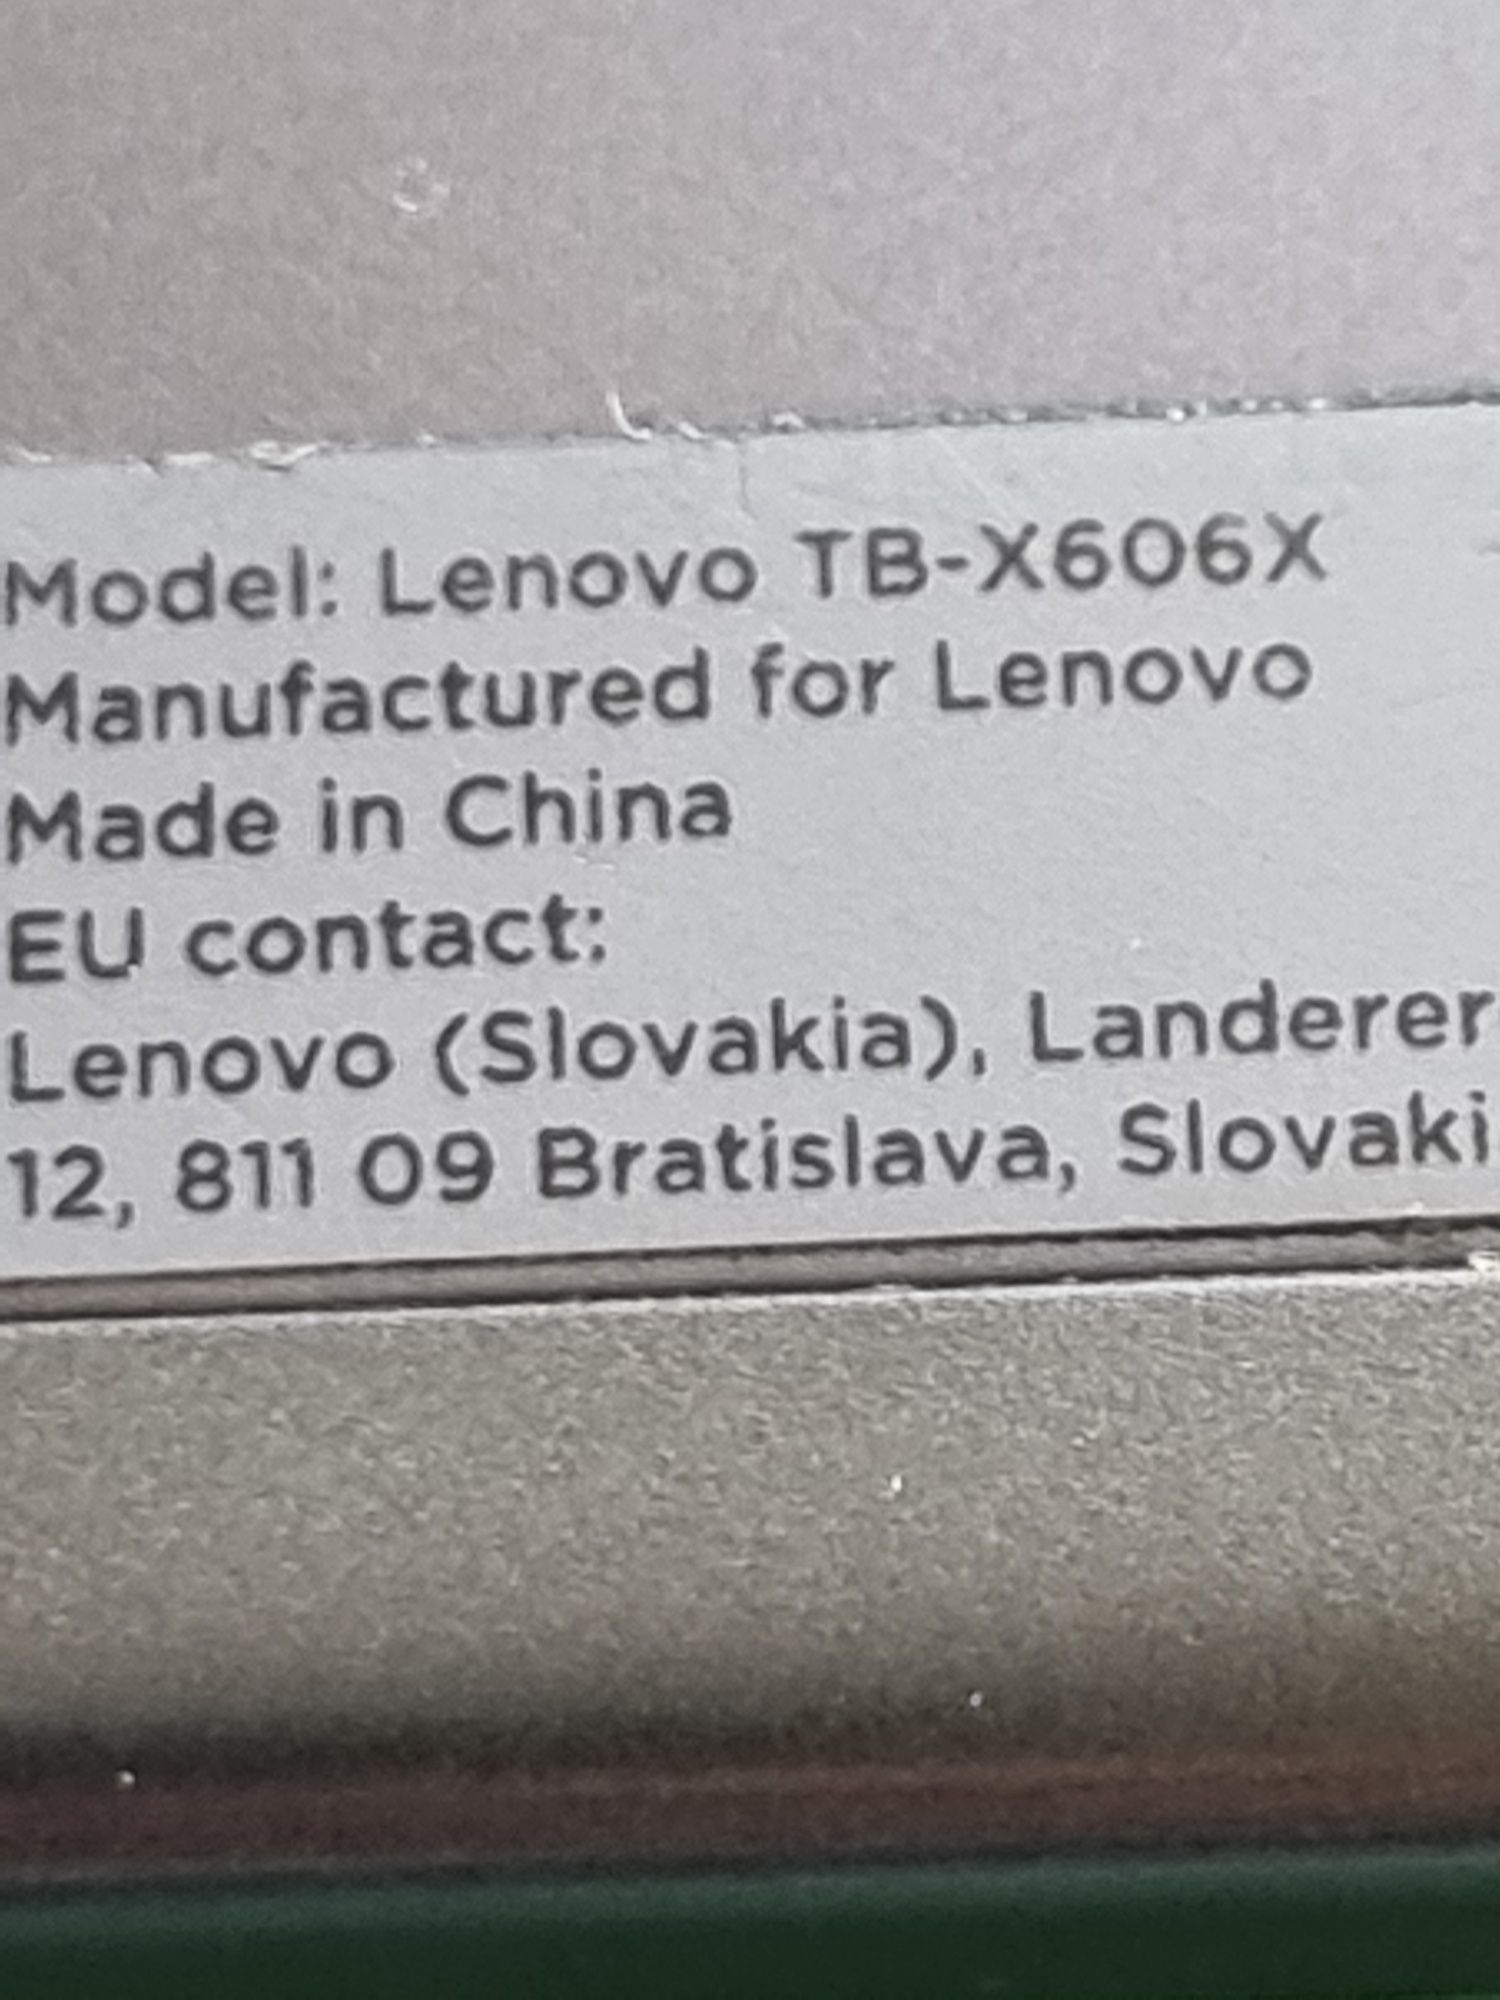 Model: Lenovo TB-X606X
Manufactured for Lenovo
Made in China
EU contact:
Lenovo (Slovakia), Landerer
12, 811 09 Bratislava, Slovaki